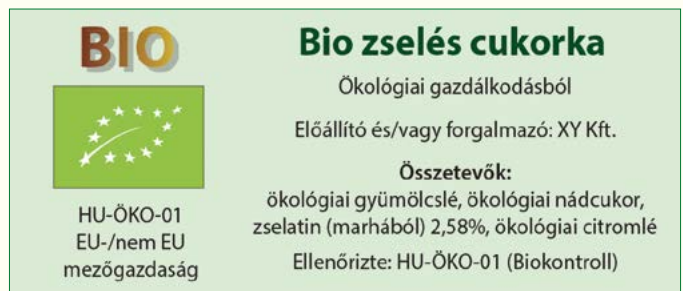 BIO
HU-ÖKO-01
EU-/nem EU
mezőgazdaság
Bio zselés cukorka
Ökológiai gazdálkodásból
Előállító és/vagy forgalmazó: XY Kft.
Összetevők:
ökológiai gyümölcslé, ökológiai nádcukor,
zselatin (marhából) 2,58%, ökológiai citromlé
Ellenőrizte: HU-ÖKO-01 (Biokontroll)